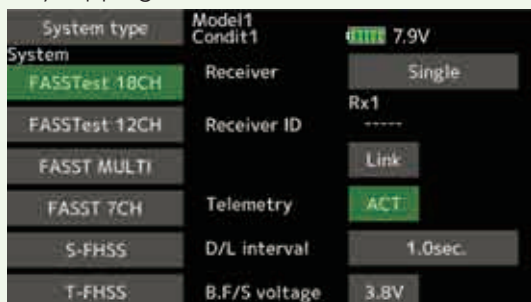 System type
Model1
Condit1
7.9V
System
FASSTest 18CH
Receiver
Single
Rx1
FASSTest 12CH
Receiver ID
-----
FASST MULTI
Link
FASST 7CH
Telemetry
ACT
S-FHSS
D/L interval
1.0sec.
T-FHSS
B.F/S voltage
3.8V